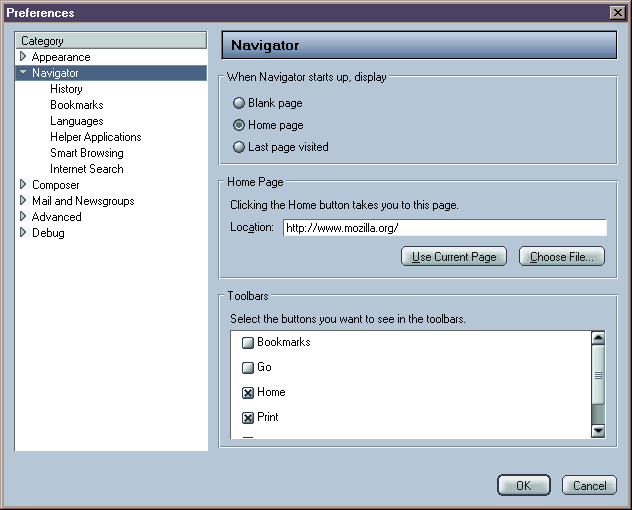 Preferences
Category
Appearance
Navigator
History
Bookmarks
Languages
Helper Applications
Smart Browsing
Internet Search
Composer
Mail and Newsgroups
Advanced
Debug
Navigator
When Navigator starts up, display
Blank page
Home page
Last page visited
Home Page
Clicking the Home button takes you to this page.
Location: http://www.mozilla.org/
Use Current Page Choose File...
Toolbars
Select the buttons you want to see in the toolbars.
Bookmarks
Go
Home
Print
OK Cancel